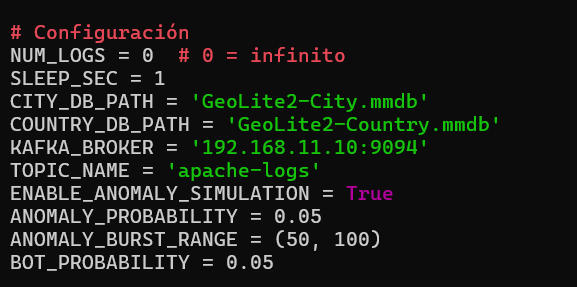 # Configuración
NUM_LOGS = 0  # 0 = infinito
SLEEP_SEC = 1
CITY_DB_PATH = 'GeoLite2-City.mmdb'
COUNTRY_DB_PATH = 'GeoLite2-Country.mmdb'
KAFKA_BROKER = '192.168.11.10:9094'
TOPIC_NAME = 'apache-logs'
ENABLE_ANOMALY_SIMULATION = True
ANOMALY_PROBABILITY = 0.05
ANOMALY_BURST_RANGE = (50, 100)
BOT_PROBABILITY = 0.05